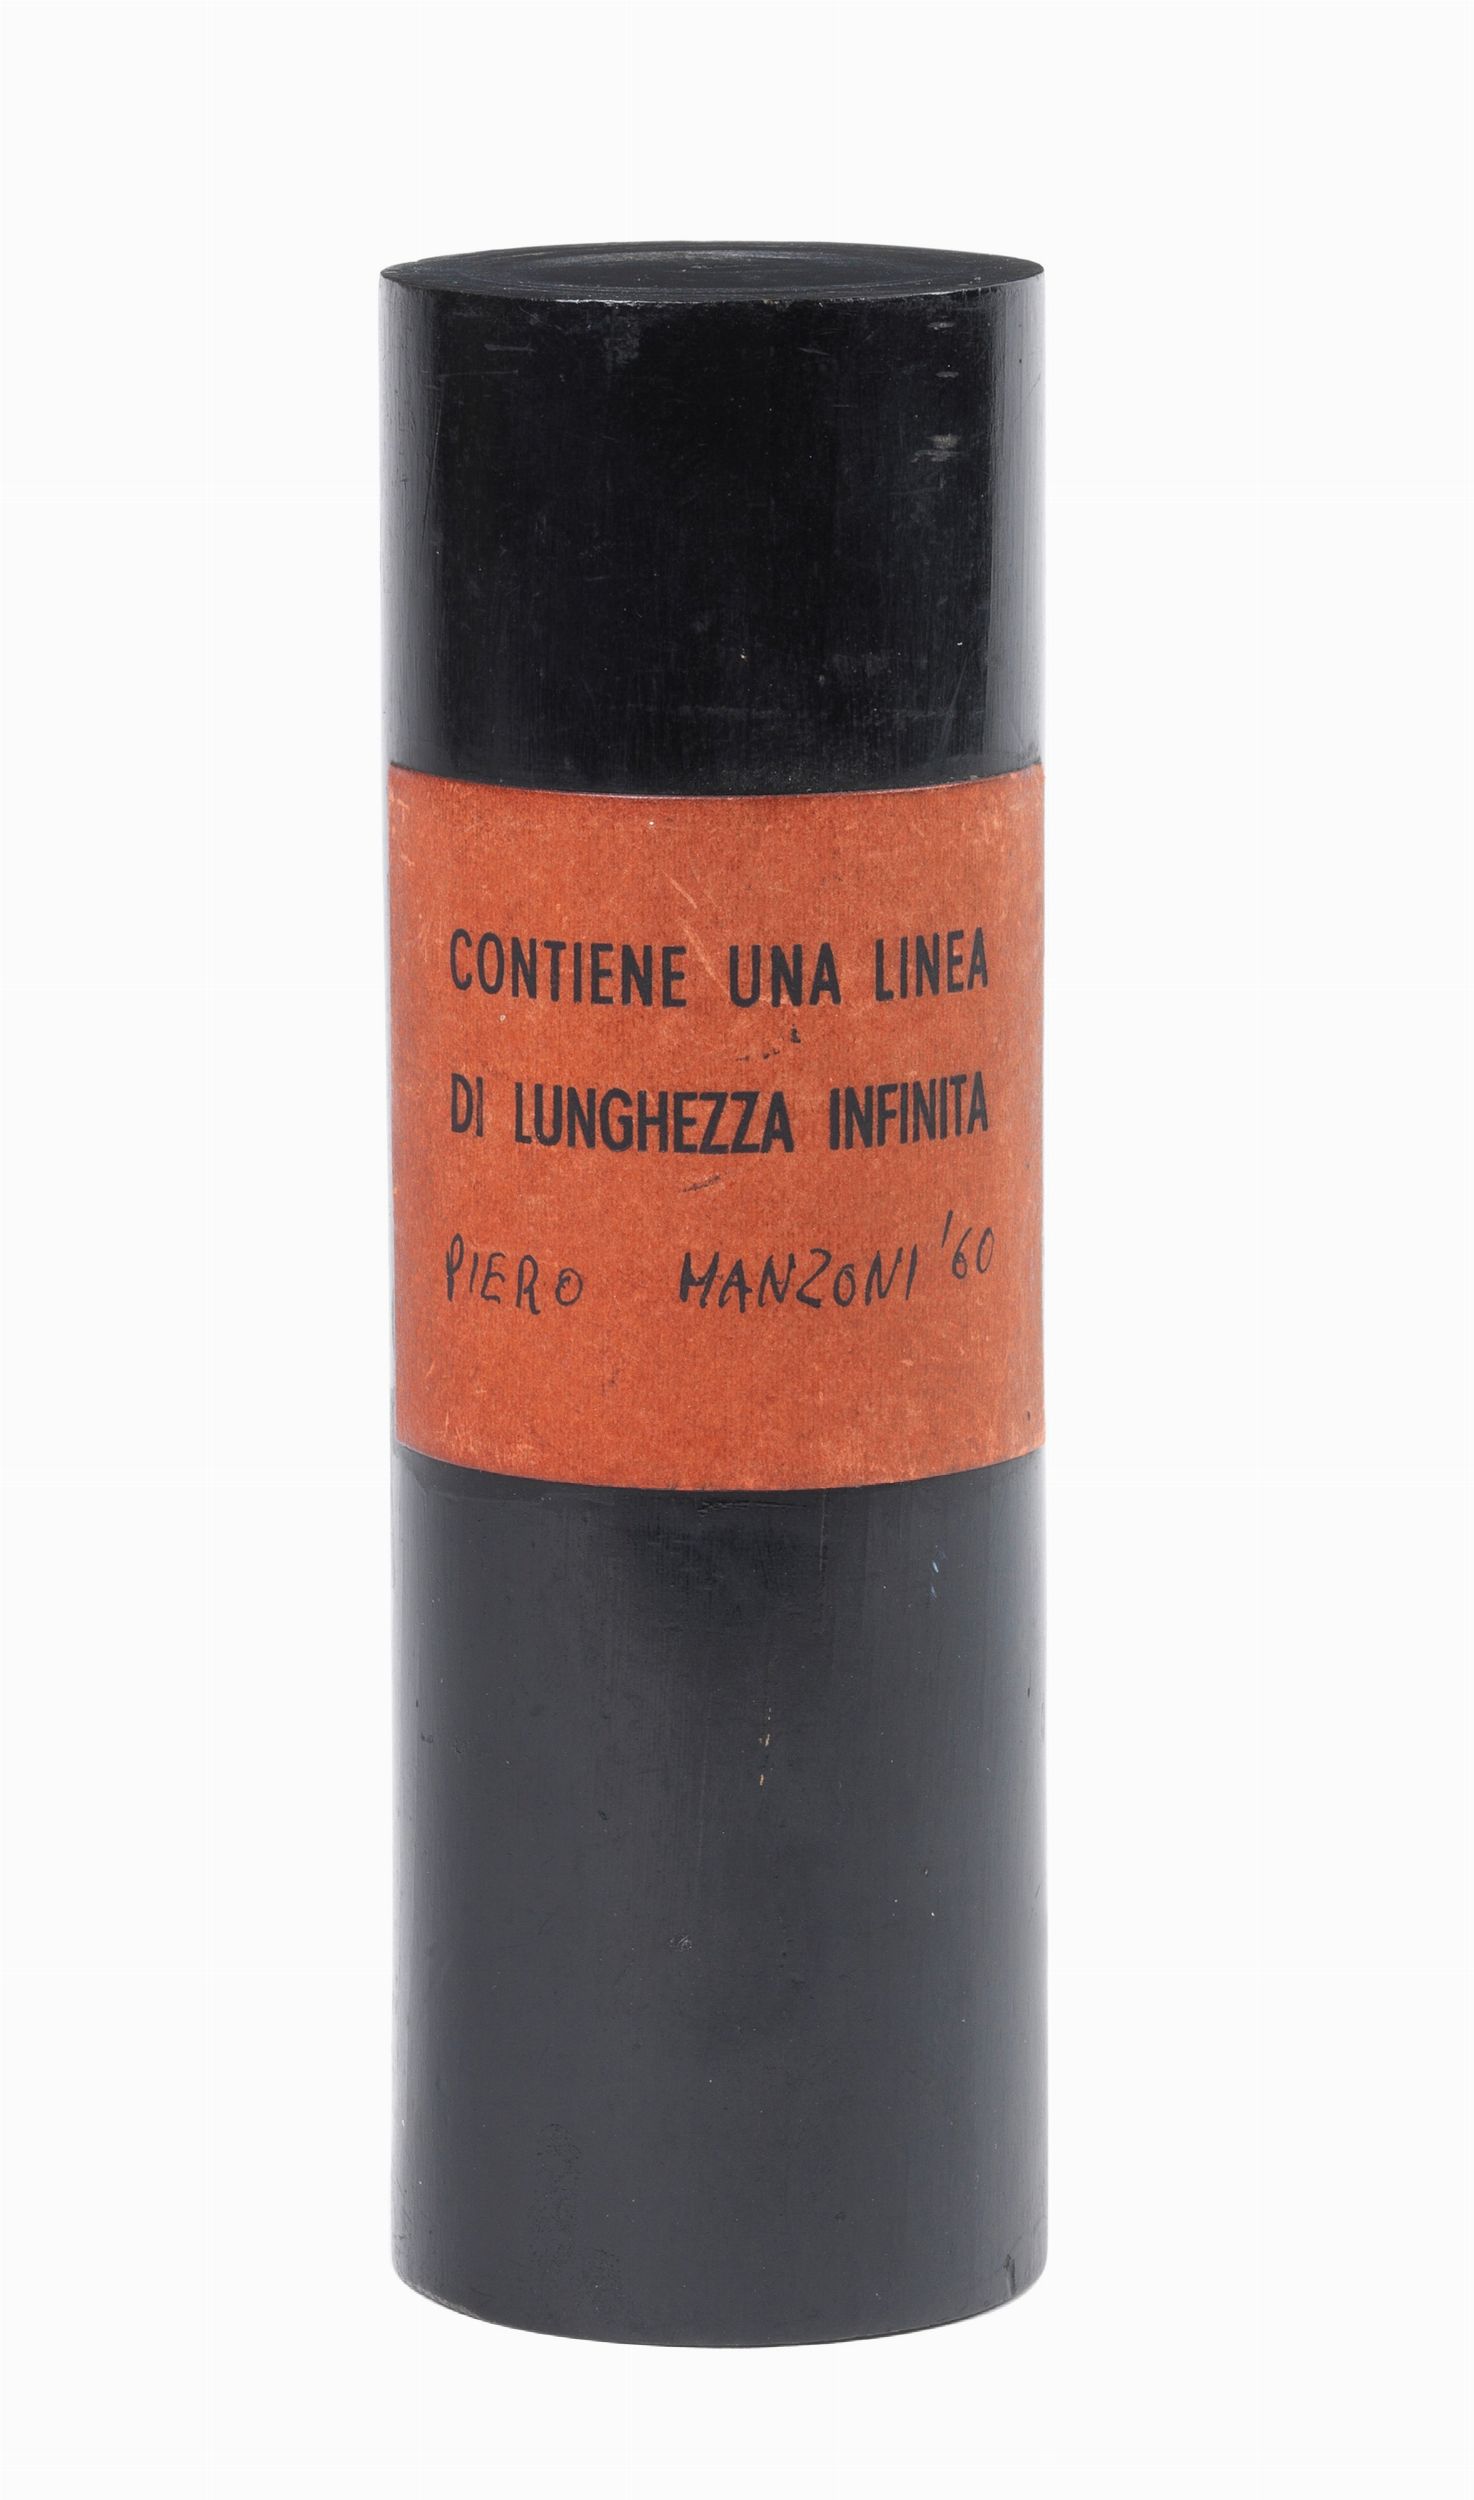 CONTIENE UNA LINEA
DI LUNGHEZZA INFINITA
PIERO MANZONI '60